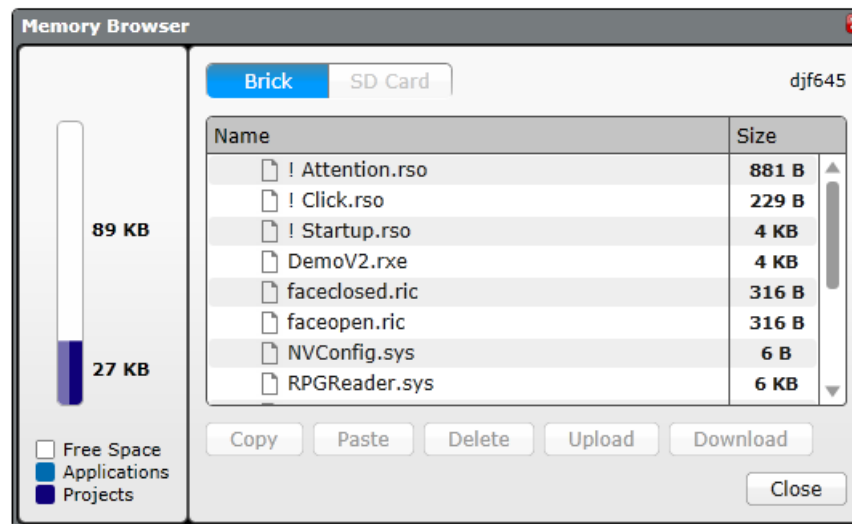 Memory Browser
Brick
SD Card
djf645
Name
Size
! Attention.rso 881 B
! Click.rso 229 B
! Startup.rso 4 KB
DemoV2.rxe 4 KB
faceclosed.ric 316 B
faceopen.ric 316 B
NVConfig.sys 6 B
RPGReader.sys 6 KB
89 KB
27 KB
Free Space
Applications
Projects
Copy
Paste
Delete
Upload
Download
Close